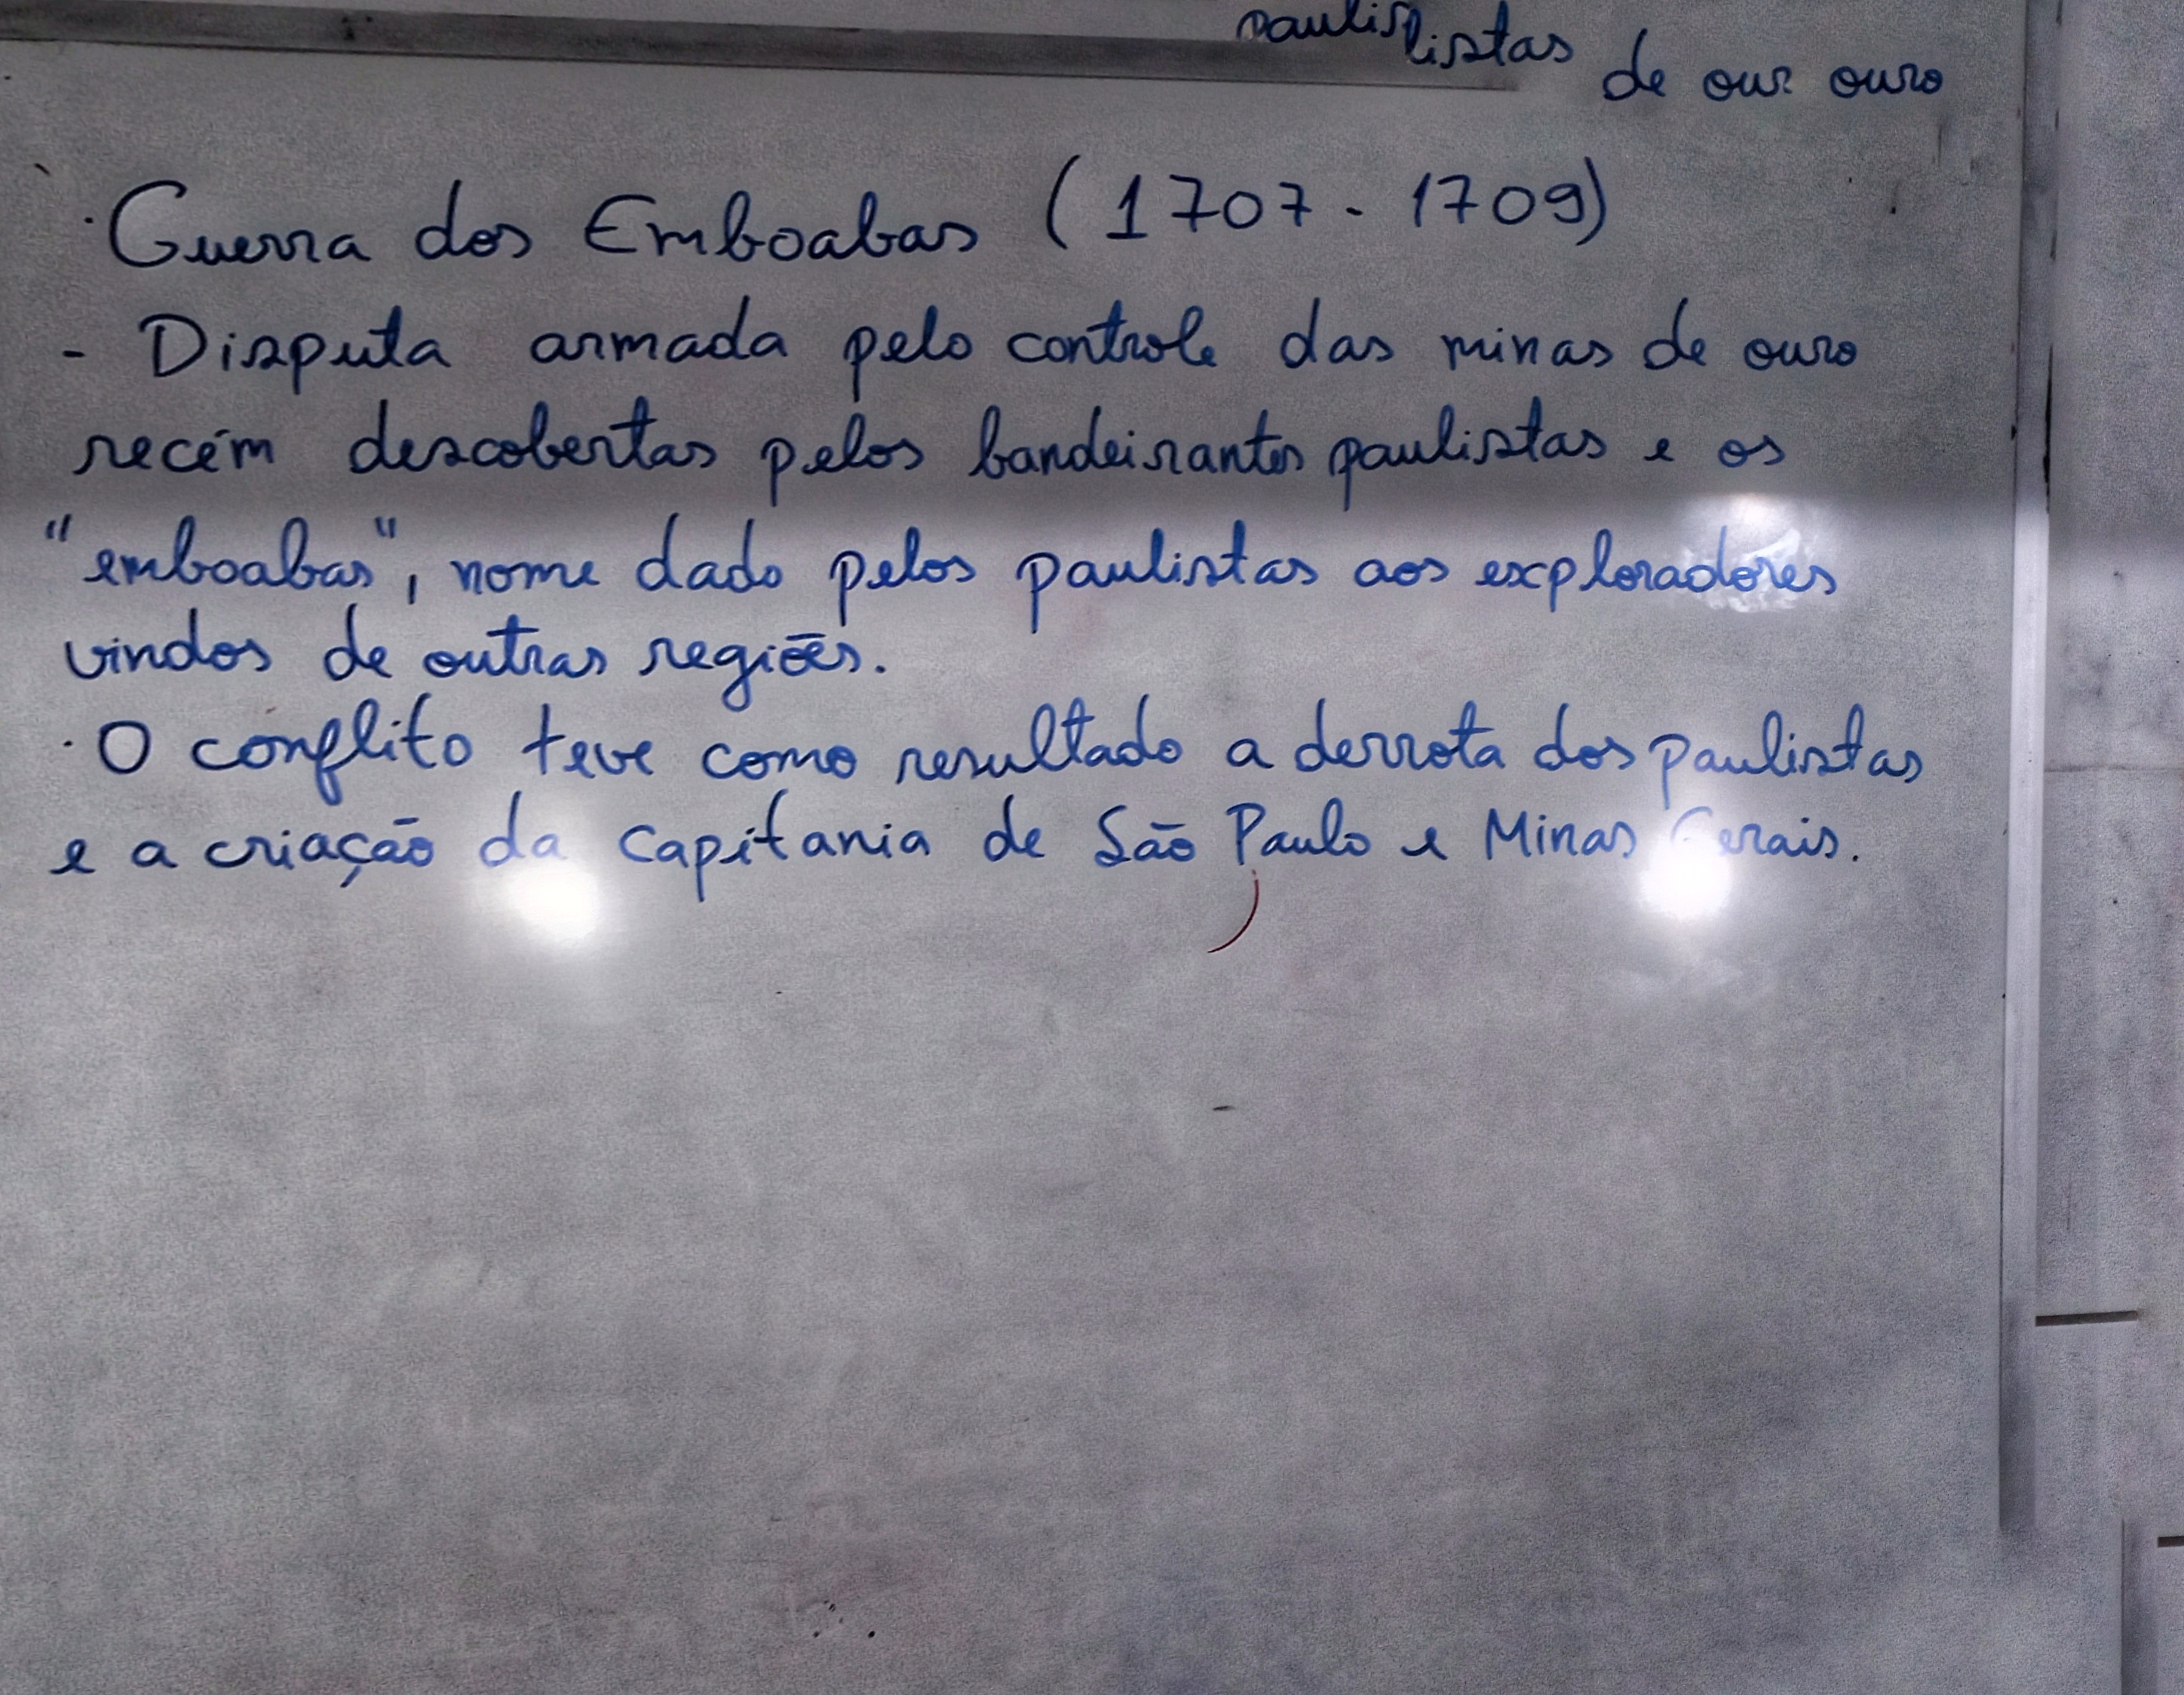 paulistas de our ouro
· Guerra dos Emboabas (1707 - 1709)
- Disputa armada pelo controle das minas de ouro
recém descobertas pelos bandeirantes paulistas e os
"emboabas", nome dado pelos paulistas aos exploradores
vindos de outras regiões.
· O conflito teve como resultado a derrota dos paulistas
e a criação da capitania de São Paulo e Minas Gerais.